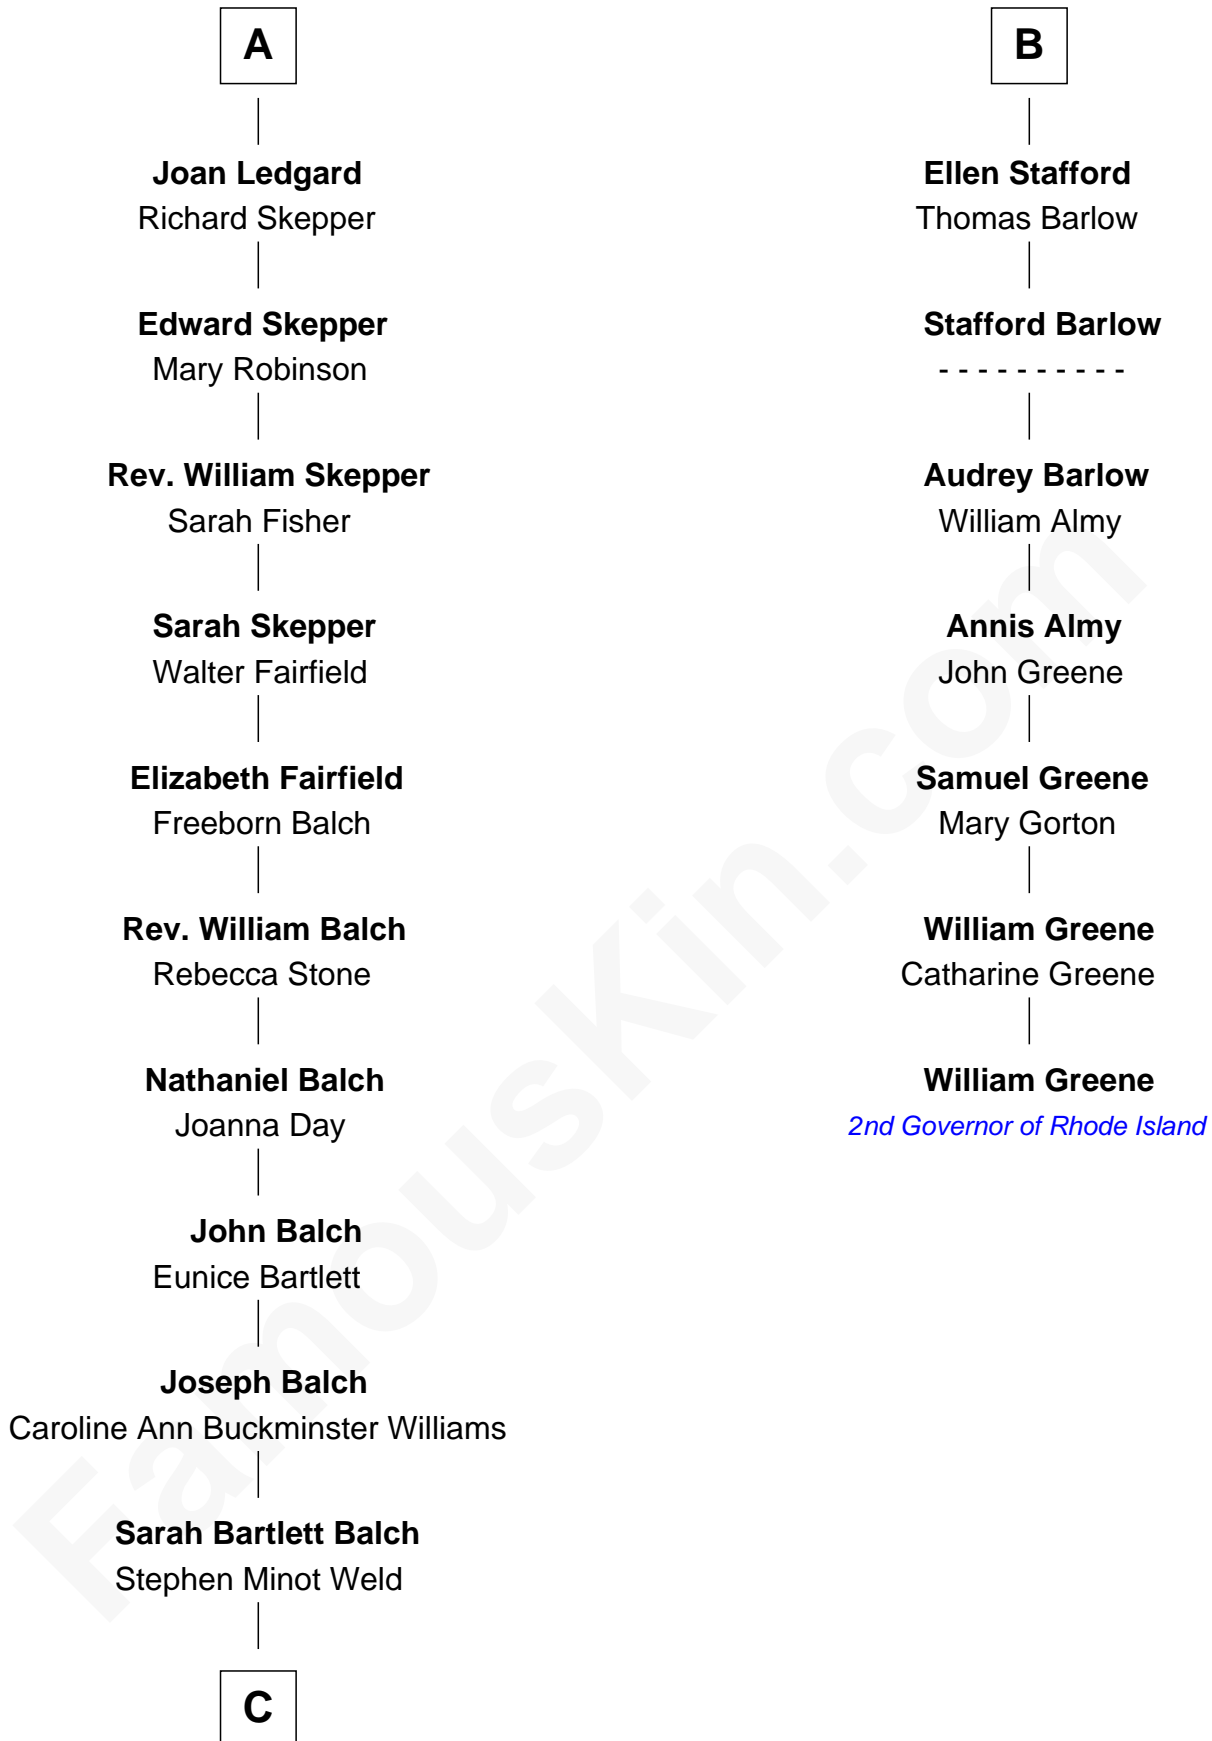 A
Joan Ledgard
Richard Skepper
Edward Skepper
Mary Robinson
Rev. William Skepper
Sarah Fisher
Sarah Skepper
Walter Fairfield
Elizabeth Fairfield
Freeborn Balch
Rev. William Balch
Rebecca Stone
Nathaniel Balch
Joanna Day
John Balch
Eunice Bartlett
Joseph Balch
Caroline Ann Buckminster Williams
Sarah Bartlett Balch
Stephen Minot Weld
C
B
Ellen Stafford
Thomas Barlow
Stafford Barlow
- - - - - - - - - -
Audrey Barlow
William Almy
Annis Almy
John Greene
Samuel Greene
Mary Gorton
William Greene
Catharine Greene
William Greene
2nd Governor of Rhode Island
FamousKin.com